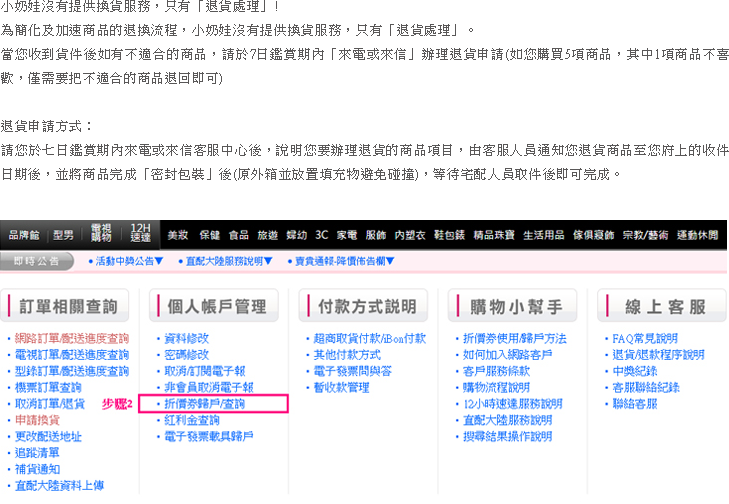 小奶娃沒有提供換貨服務，只有「退貨處理」!
為簡化及加速商品的退換流程，小奶娃沒有提供換貨服務，只有「退貨處理」。
當您收到貨件後如有不適合的商品，請於7日鑑賞期內「來電或來信」辦理退貨申請(如您購買5項商品，其中1項商品不喜
歡，僅需要把不適合的商品退回即可)
退貨申請方式：
請您於七日鑑賞期內來電或來信客服中心後，說明您要辦理退貨的商品項目，由客服人員通知您退貨商品至您府上的收件
日期後，並將商品完成「密封包裝」後(原外箱並放置填充物避免碰撞)，等待宅配人員取件後即可完成。
品牌館 型男 電視購物 12H速達 美妝 保健 食品 旅遊 婦幼 3C 家電 服飾 內塑衣 鞋包錶 精品珠寶 生活用品 傢俱寢飾 宗教/藝術 運動休閒
即時公告 •活動中獎公告▼ •直配大陸服務說明▼ •賣貴通報-降價佈告欄▼
訂單相關查詢
•網路訂單/配送進度查詢
•電視訂單/配送進度查詢
•型錄訂單/配送進度查詢
•機票訂單查詢
•取消訂單/退貨
•申請換貨
•更改配送地址
•追蹤清單
•補貨通知
•直配大陸資料上傳
個人帳戶管理
•資料修改
•密碼修改
•取消/訂閱電子報
•非會員取消電子報
步驟2 •折價券歸戶/查詢
•紅利金查詢
•電子發票載具歸戶
付款方式說明
•超商取貨付款/iBon付款
•其他付款方式
•電子發票問與答
•暫收款管理
購物小幫手
•折價券使用/歸戶方法
•如何加入網路客戶
•客戶服務條款
•購物流程說明
•12小時速達服務說明
•直配大陸服務說明
•搜尋結果操作說明
線上客服
•FAQ常見說明
•退貨/退款程序說明
•中獎紀錄
•客服聯絡紀錄
•聯絡客服